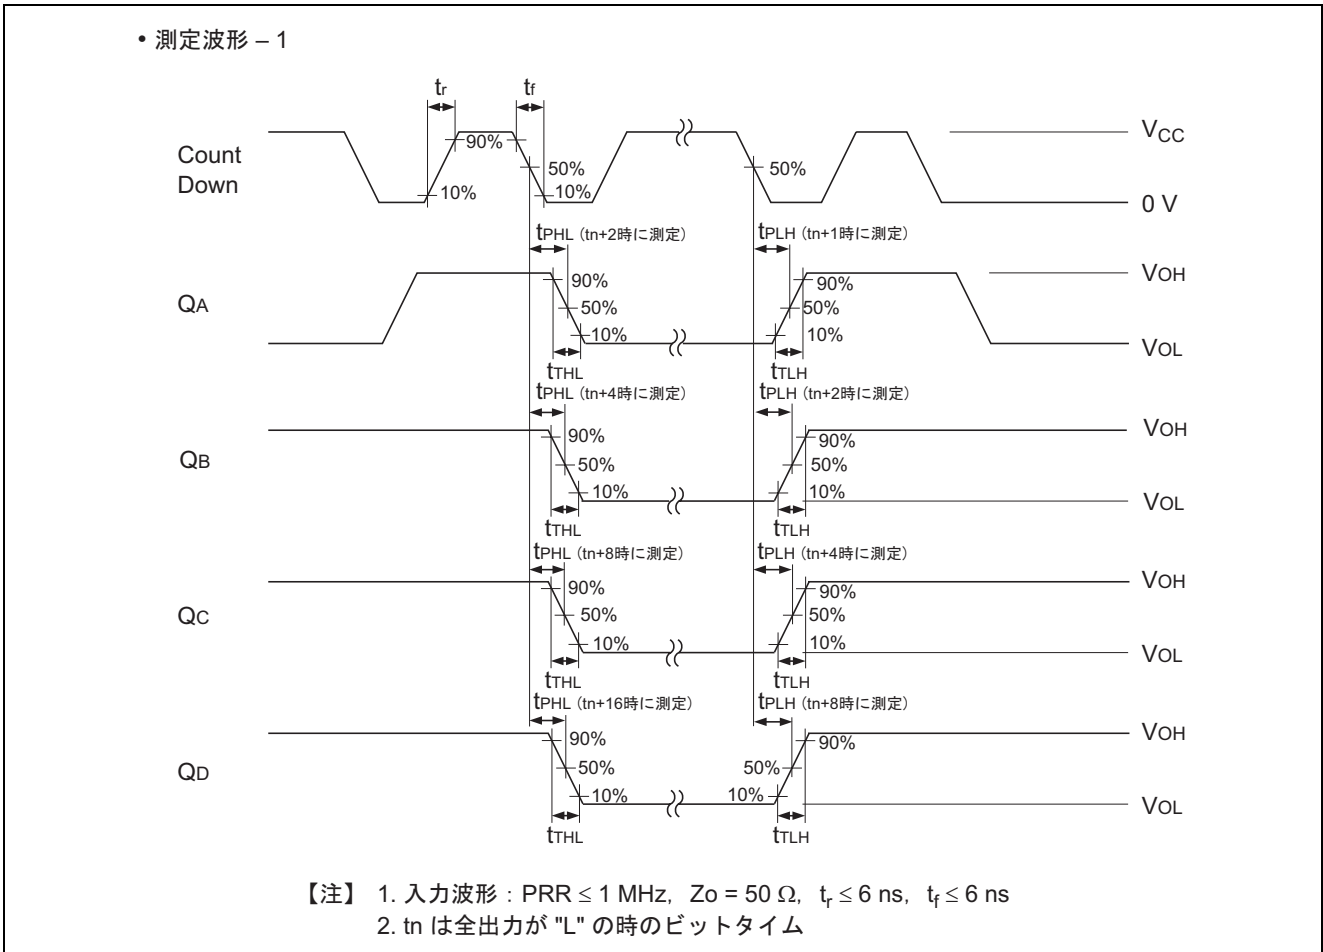 • 測定波形 – 1
tr
tf
Count
Down
90%
10%
50%
10%
50%
VCC
0 V
tPHL (tn+2時に測定)
tPLH (tn+1時に測定)
QA
90%
50%
10%
90%
50%
10%
VOH
VOL
tTHL
tTLH
tPHL (tn+4時に測定)
tPLH (tn+2時に測定)
QB
90%
50%
10%
90%
50%
10%
VOH
VOL
tTHL
tTLH
tPHL (tn+8時に測定)
tPLH (tn+4時に測定)
QC
90%
50%
10%
90%
50%
10%
VOH
VOL
tTHL
tTLH
tPHL (tn+16時に測定)
tPLH (tn+8時に測定)
QD
90%
50%
10%
90%
50%
10%
VOH
VOL
tTHL
tTLH
【注】 1. 入力波形：PRR ≤ 1 MHz, Zo = 50 Ω, tr ≤ 6 ns, tf ≤ 6 ns
2. tn は全出力が "L" の時のビットタイム